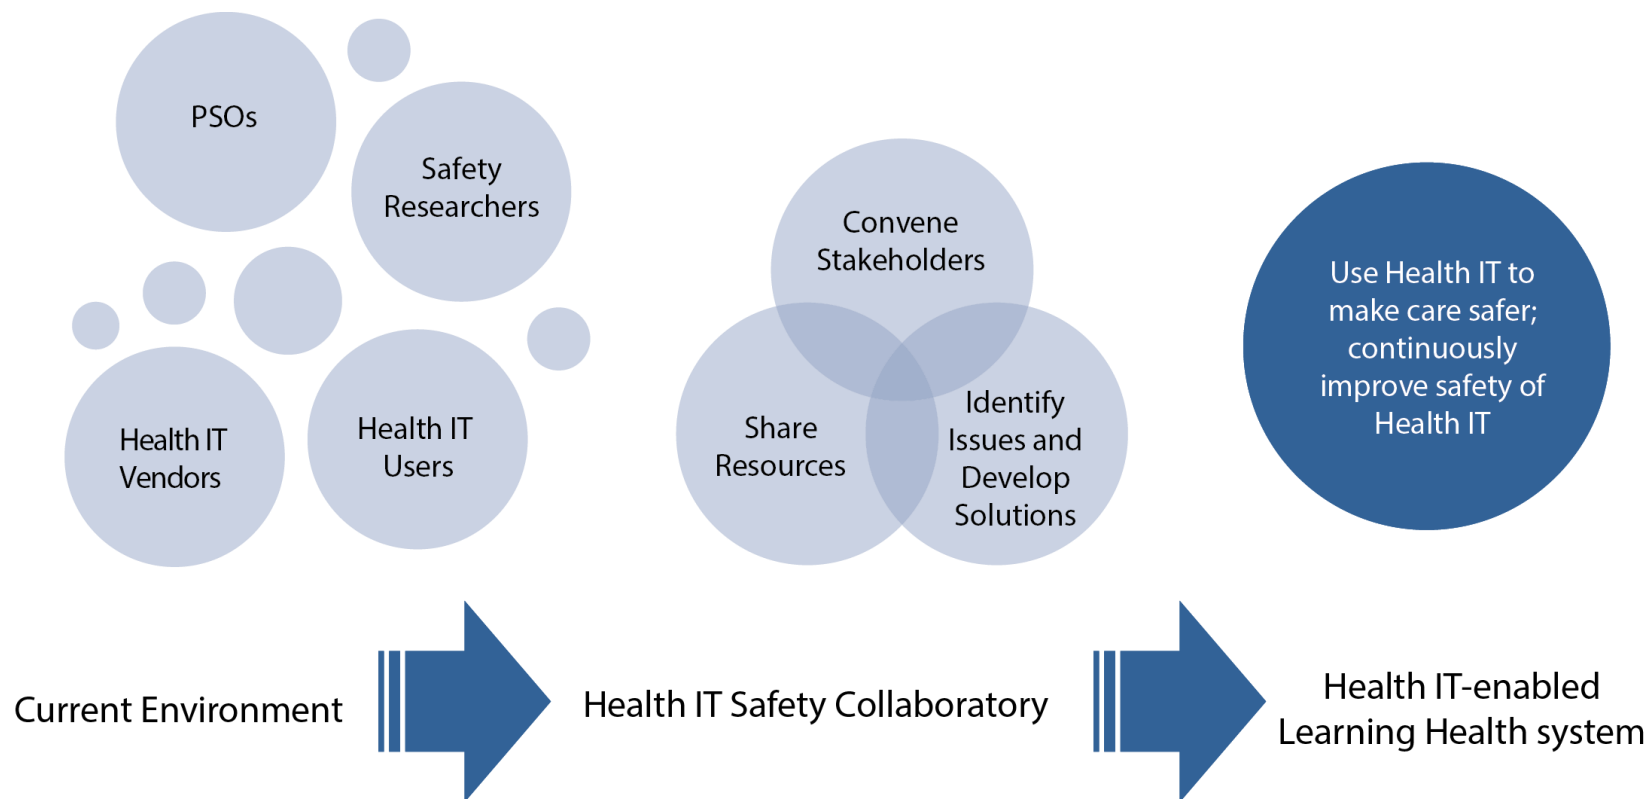 PSOs
Safety
Researchers
Health IT
Vendors
Health IT
Users
Convene
Stakeholders
Share
Resources
Identify
Issues and
Develop
Solutions
Use Health IT to
make care safer;
continuously
improve safety of
Health IT
Current Environment
Health IT Safety Collaboratory
Health IT-enabled
Learning Health system